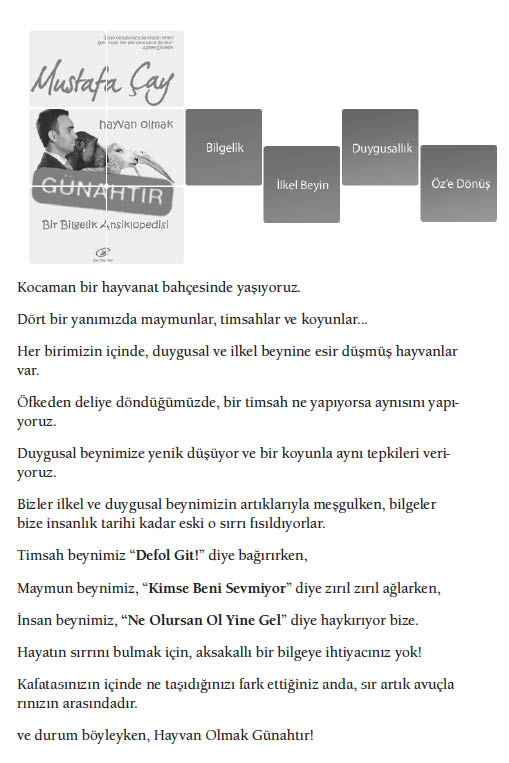 Mustafa Çay
hayvan olmak
GÜNAHTIR
Bir Bilgelik Ansiklopedisi
Bilgelik
İlkel Beyin
Duygusallık
Öz'e Dönüş
Kocaman bir hayvanat bahçesinde yaşıyoruz.
Dört bir yanımızda maymunlar, timsahlar ve koyunlar...
Her birimizin içinde, duygusal ve ilkel beynine esir düşmüş hayvanlar
var.
Öfkeden deliye döndüğümüzde, bir timsah ne yapıyorsa aynısını yapı-
yoruz.
Duygusal beynimize yenik düşüyor ve bir koyunla aynı tepkileri veri-
yoruz.
Bizler ilkel ve duygusal beynimizin artıklarıyla meşgulken, bilgeler
bize insanlık tarihi kadar eski o sırrı fısıldıyorlar.
Timsah beynimiz “Defol Git!” diye bağırırken,
Maymun beynimiz, “Kimse Beni Sevmiyor” diye zırıl zırıl ağlarken,
İnsan beynimiz, “Ne Olursan Ol Yine Gel” diye haykırıyor bize.
Hayatın sırrını bulmak için, aksakallı bir bilgeye ihtiyacınız yok!
Kafatasınızın içinde ne taşıdığınızı fark ettiğiniz anda, sır artık avuçla
rınızın arasındadır.
ve durum böyleyken, Hayvan Olmak Günahtır!